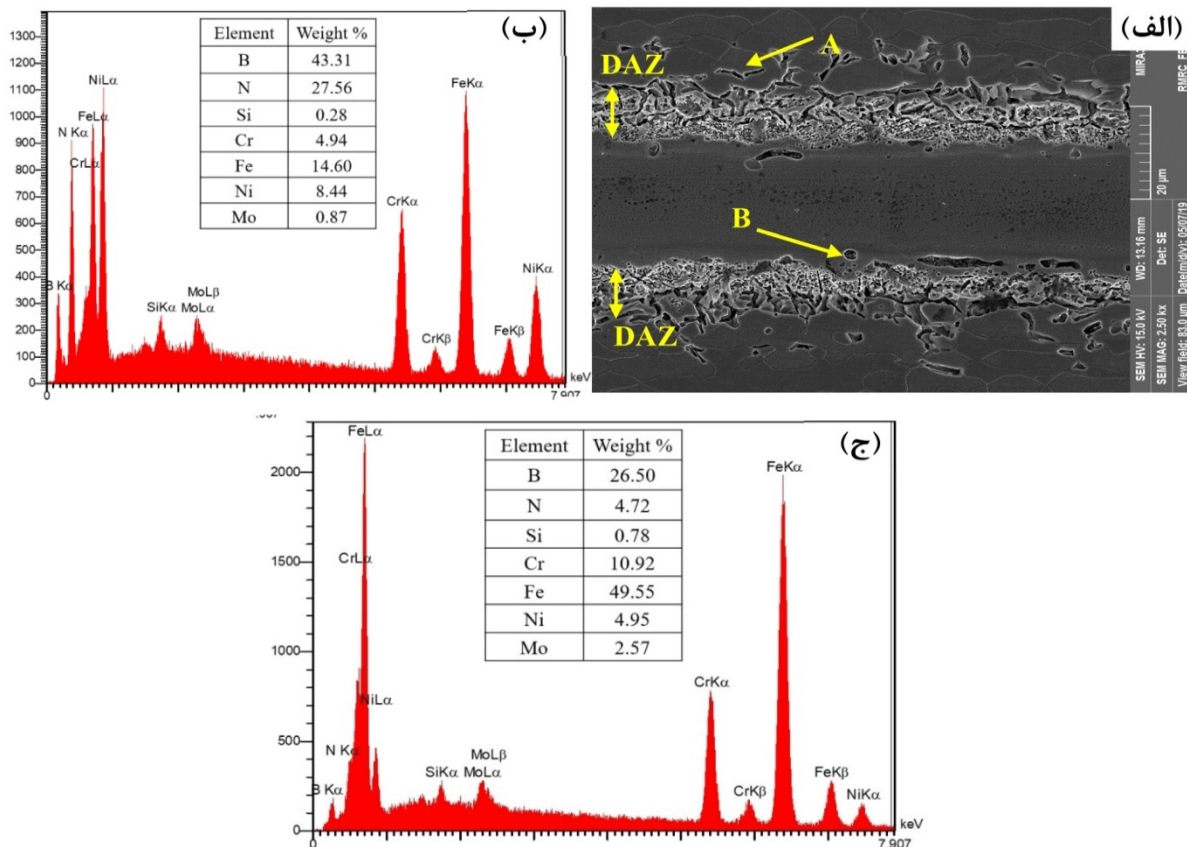 (ب)
Element Weight %
B 43.31
N 27.56
Si 0.28
Cr 4.94
Fe 14.60
Ni 8.44
Mo 0.87
1300
1200
1100
1000
900
800
700
600
500
400
300
200
100
0
B Kα
N Kα
CrLα
FeLα
NiLα
SiKα
MoLβ
MoLα
CrKα
CrKβ
FeKα
FeKβ
NiKα
keV
0
7.907
(الف)
A
DAZ
B
DAZ
SEM HV: 15.0 kV
WD: 13.16 mm
SEM MAG: 2.50 kx
Det: SE
20 µm
View field: 83.0 µm
Date(m/d/y): 05/07/19
RMRC
(ج)
Element Weight %
B 26.50
N 4.72
Si 0.78
Cr 10.92
Fe 49.55
Ni 4.95
Mo 2.57
2000
1500
1000
500
0
B Kα
N Kα
CrLα
FeLα
NiLα
SiKα
MoLβ
MoLα
CrKα
CrKβ
FeKα
FeKβ
NiKα
keV
0
7.907